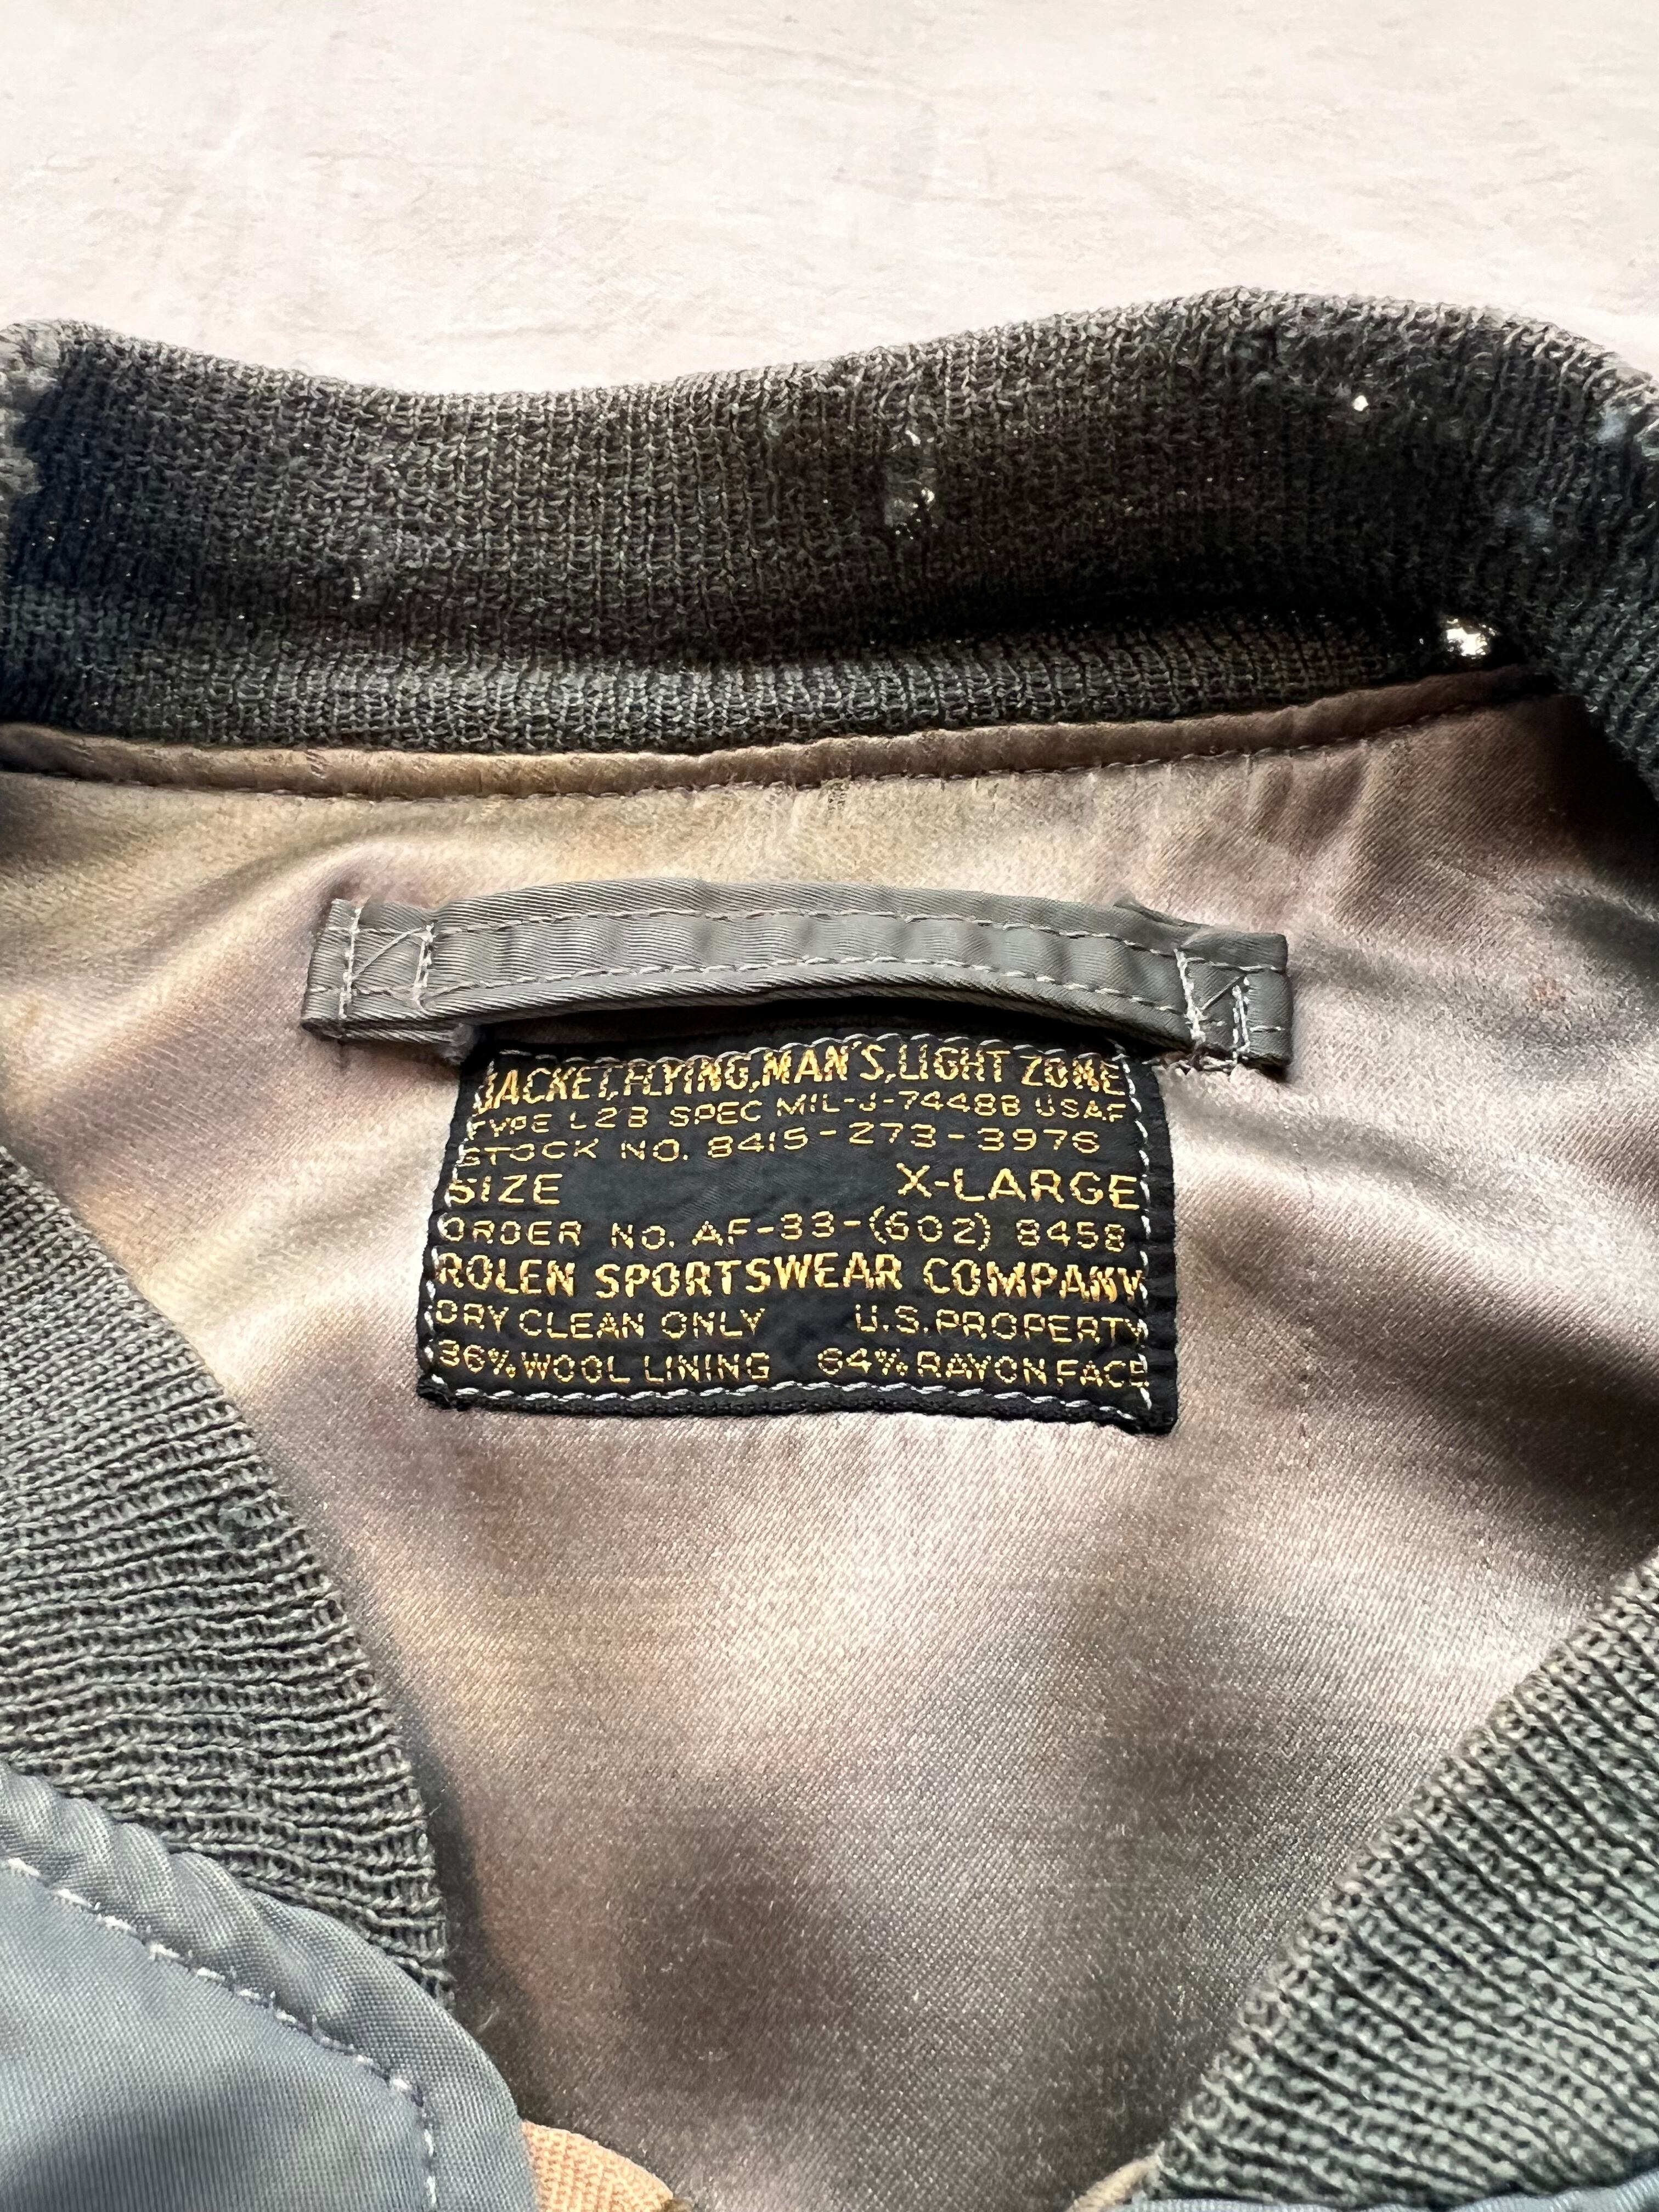 JACKET, FLYING, MAN'S, LIGHT ZONE
TYPE L2B SPEC MIL-J-7448B USAF
STOCK NO. 8415-273-3976
SIZE X-LARGE
ORDER NO. AF-33-(602) 8458
ROLEN SPORTSWEAR COMPANY
DRY CLEAN ONLY U.S. PROPERTY
36% WOOL LINING 64% RAYON FACE